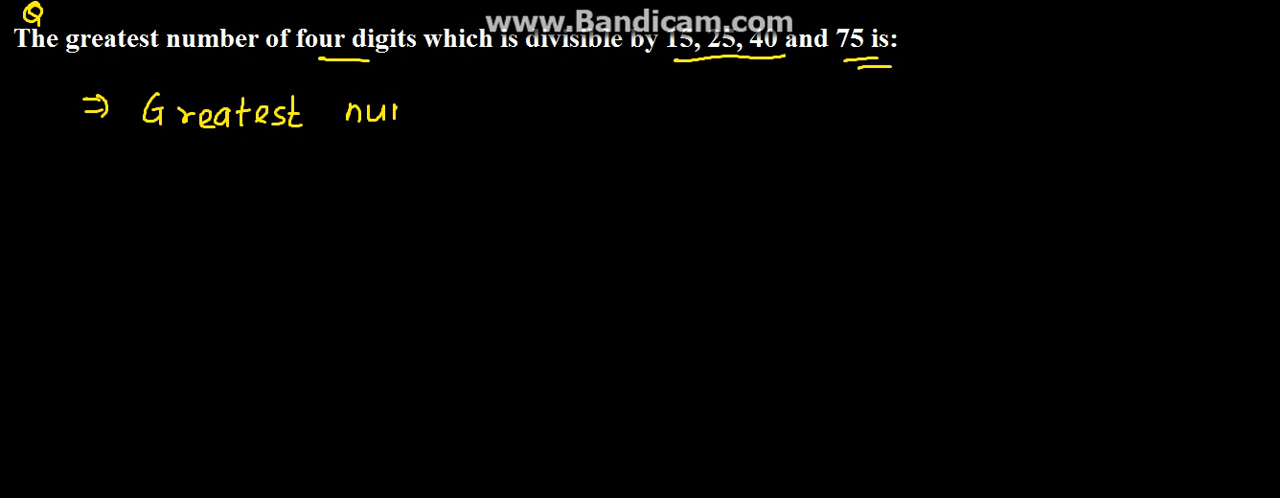 www.Bandicam.com
Q
The greatest number of four digits which is divisible by 15, 25, 40 and 75 is:
⇒ Greatest nu